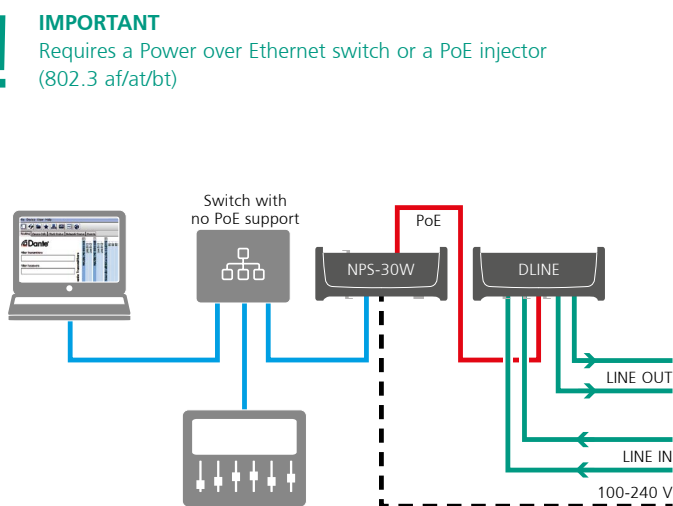 IMPORTANT
Requires a Power over Ethernet switch or a PoE injector
(802.3 af/at/bt)
Switch with
no PoE support
PoE
Dante
NPS-30W
DLINE
LINE OUT
LINE IN
100-240 V